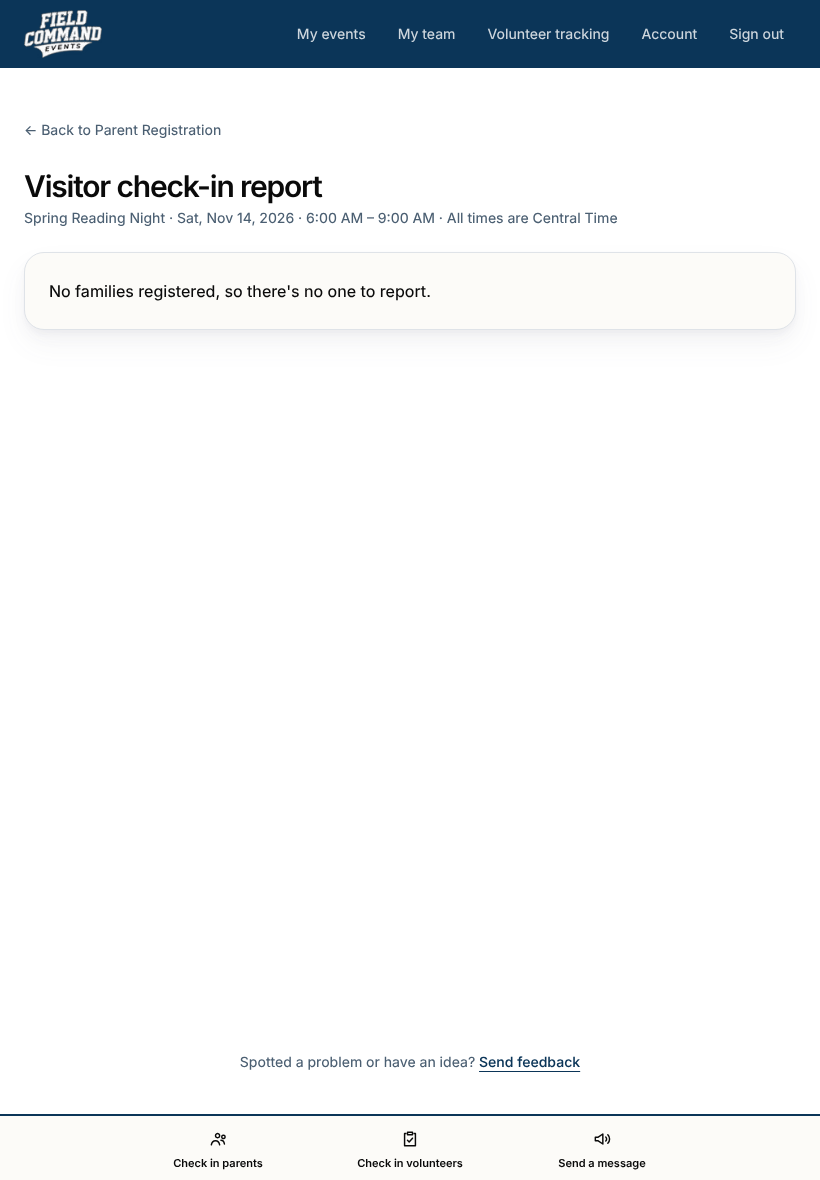 FIELD
COMMAND
EVENTS
My events
My team
Volunteer tracking
Account
Sign out
← Back to Parent Registration
Visitor check-in report
Spring Reading Night · Sat, Nov 14, 2026 · 6:00 AM – 9:00 AM · All times are Central Time
No families registered, so there's no one to report.
Spotted a problem or have an idea? Send feedback
Check in parents
Check in volunteers
Send a message